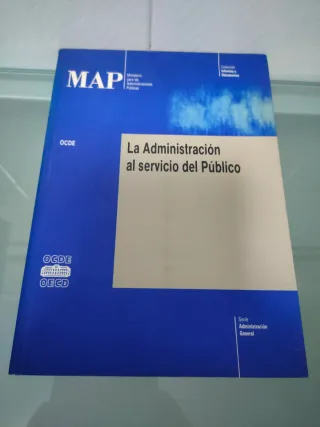 MAP
Ministerio
para las
Administraciones
Públicas
Colección
Informes y
Documentos
OCDE
La Administración
al servicio del Público
OCDE
OECD
Serie
Administración
General